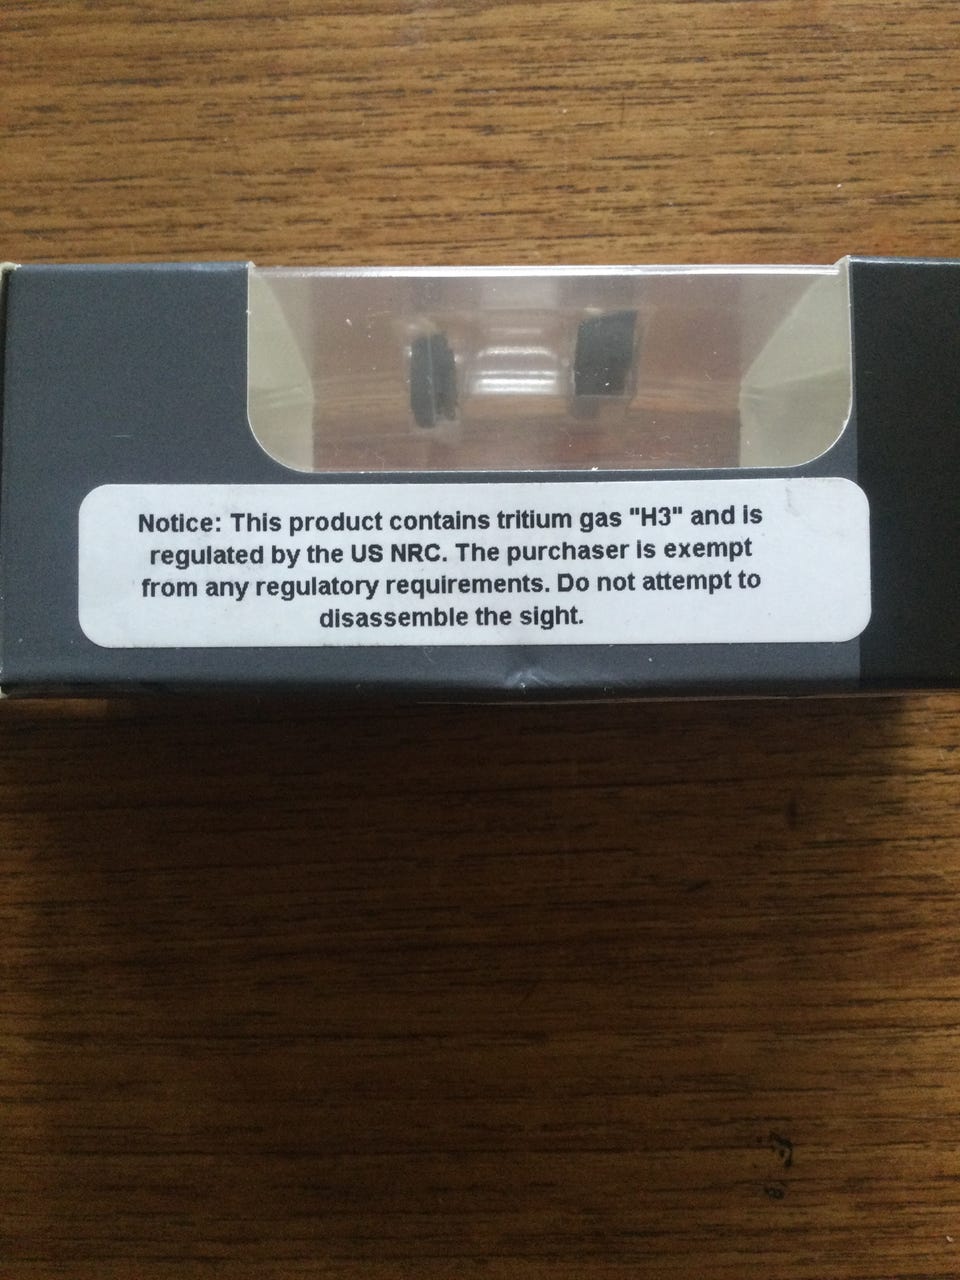 Notice: This product contains tritium gas "H3" and is
regulated by the US NRC. The purchaser is exempt
from any regulatory requirements. Do not attempt to
disassemble the sight.